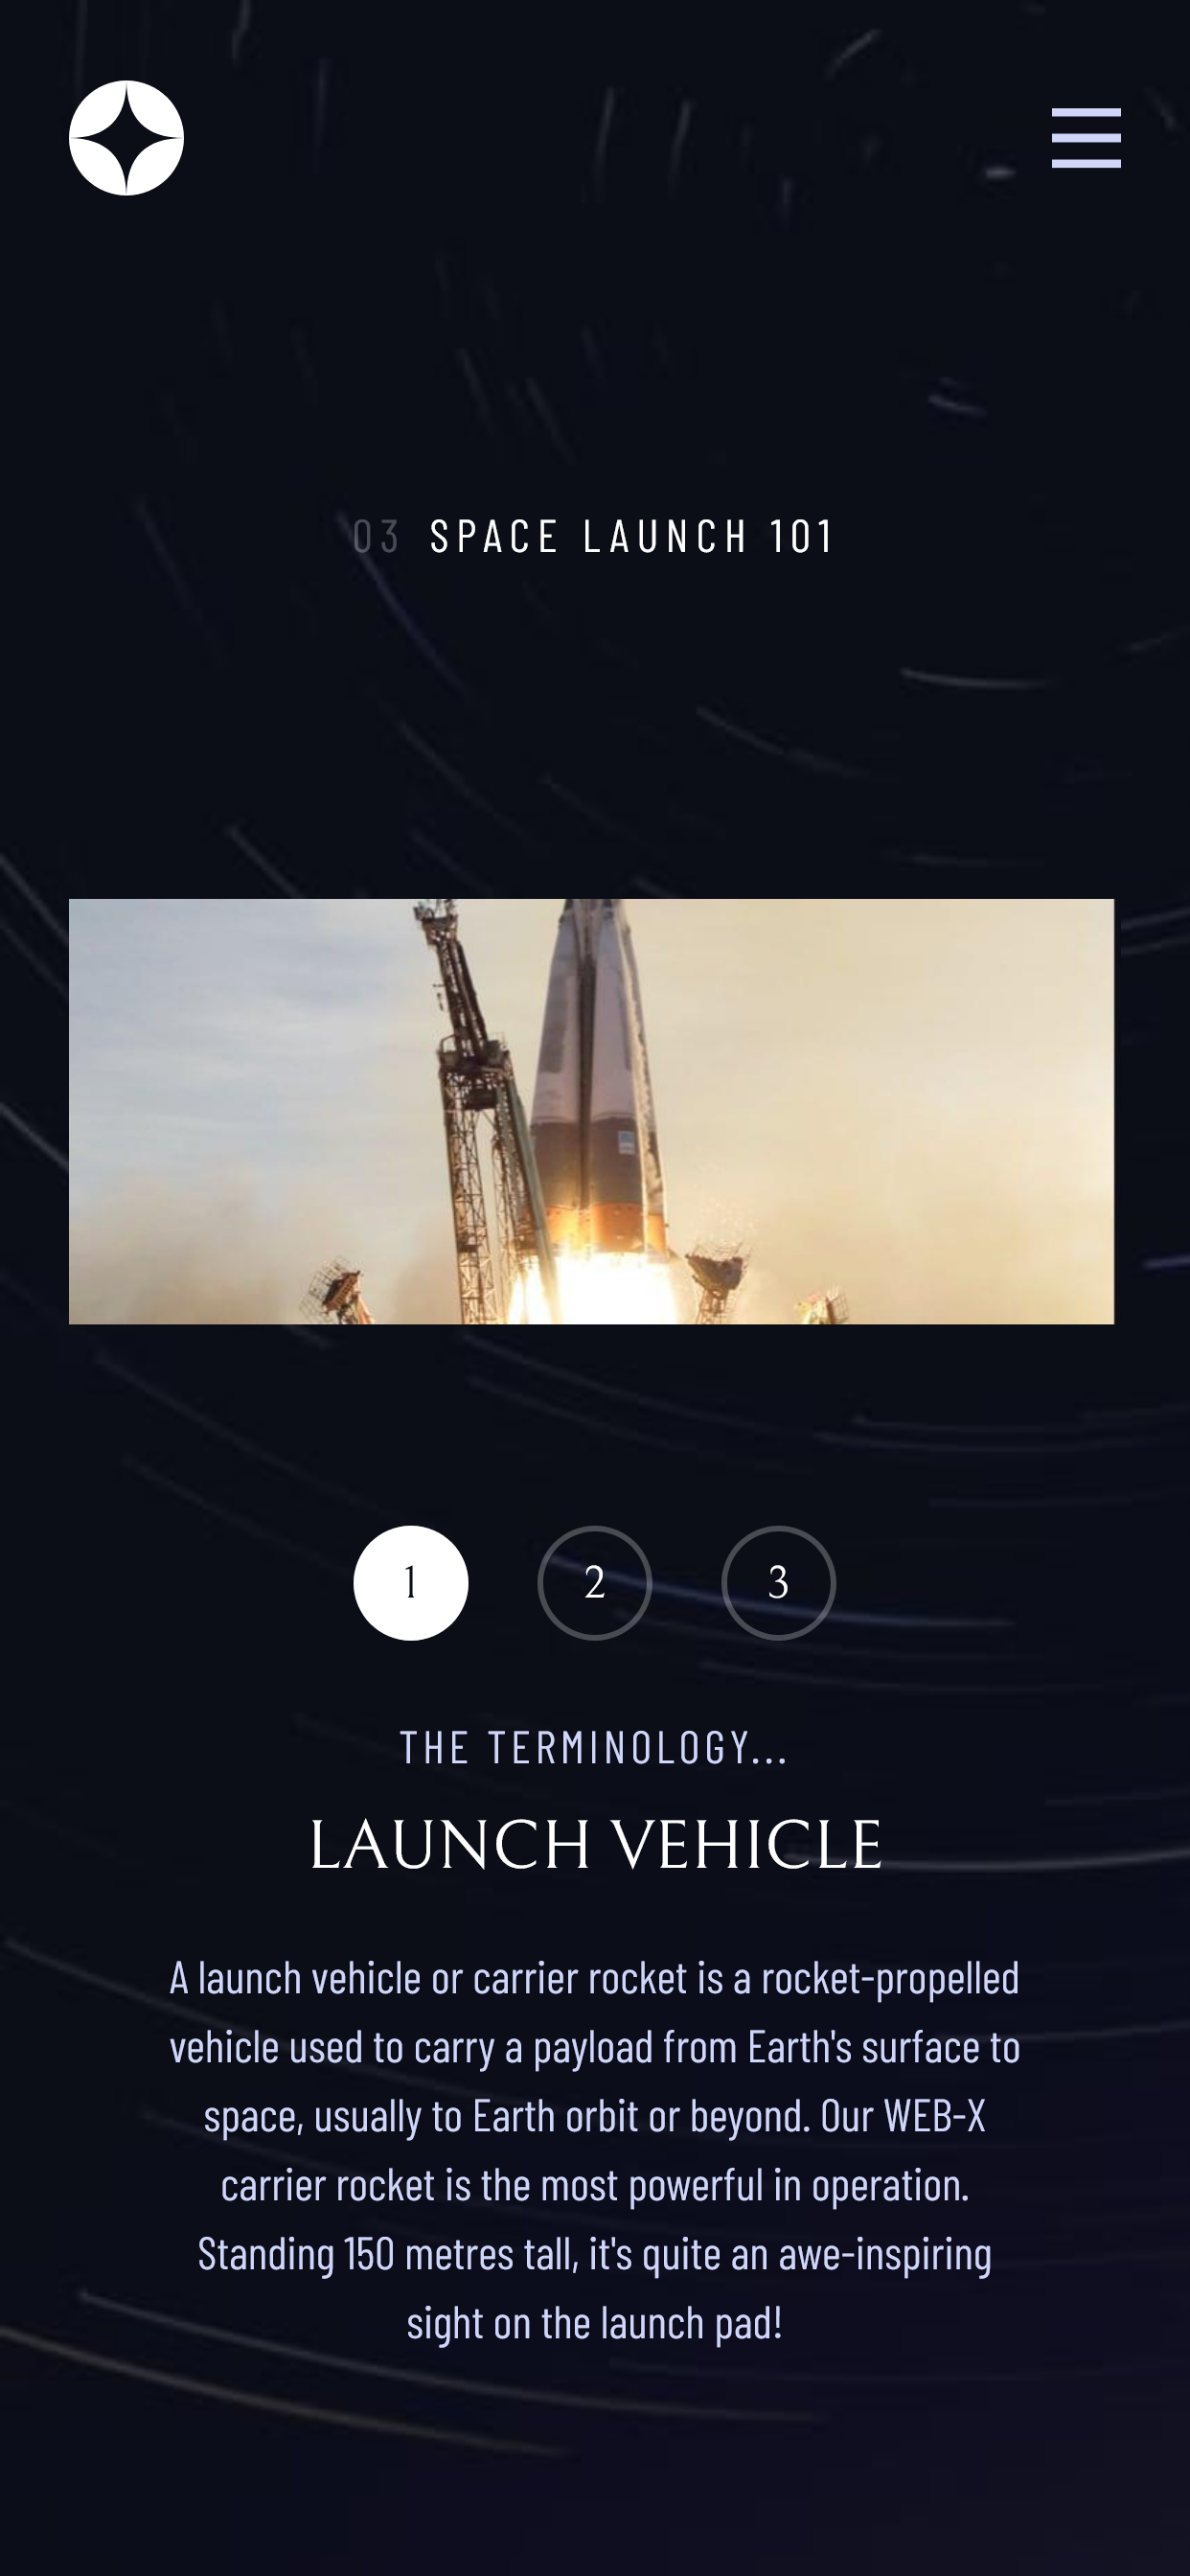 03 SPACE LAUNCH 101
1 2 3
THE TERMINOLOGY...
LAUNCH VEHICLE
A launch vehicle or carrier rocket is a rocket-propelled
vehicle used to carry a payload from Earth's surface to
space, usually to Earth orbit or beyond. Our WEB-X
carrier rocket is the most powerful in operation.
Standing 150 metres tall, it's quite an awe-inspiring
sight on the launch pad!